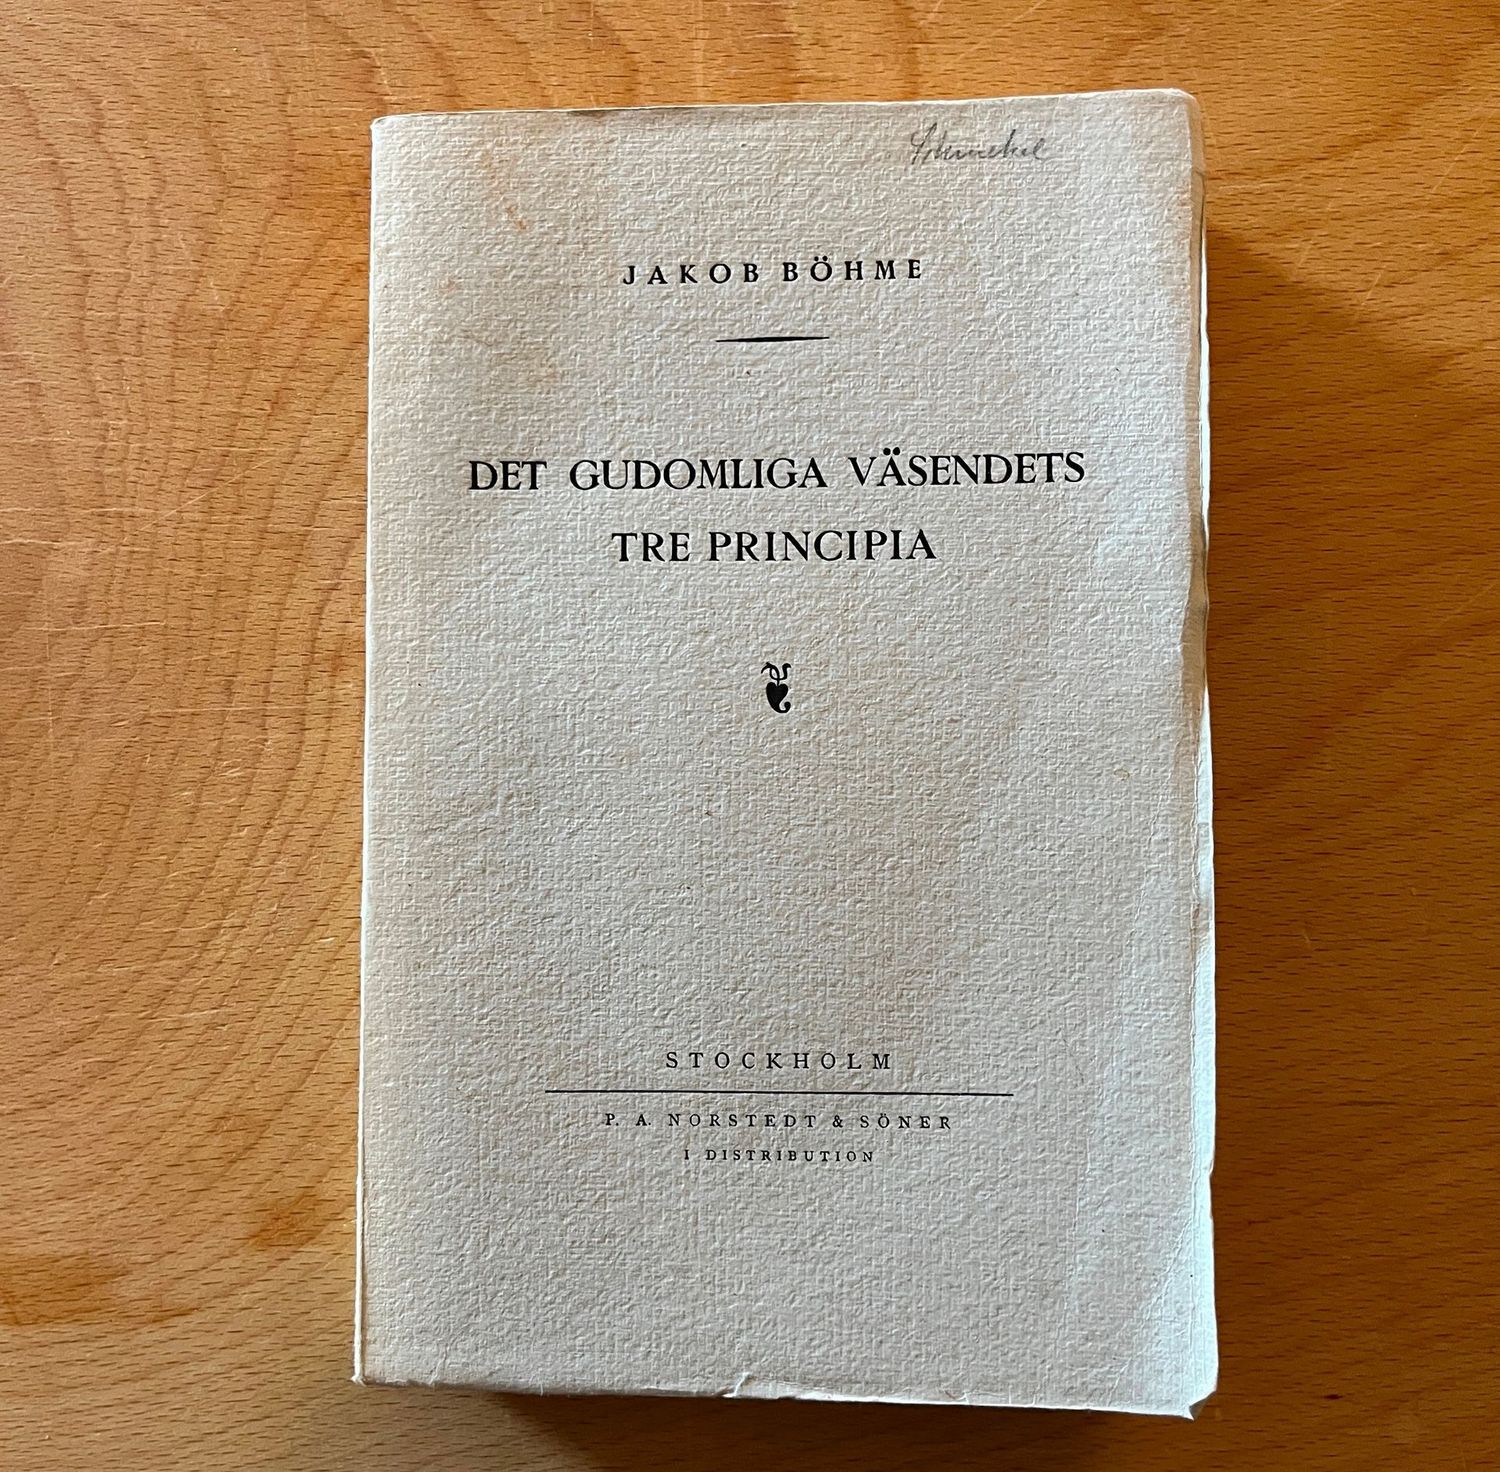 JAKOB BÖHME
DET GUDOMLIGA VÄSENDETS
TRE PRINCIPIA
STOCKHOLM
P. A. NORSTEDT & SÖNER
I DISTRIBUTION